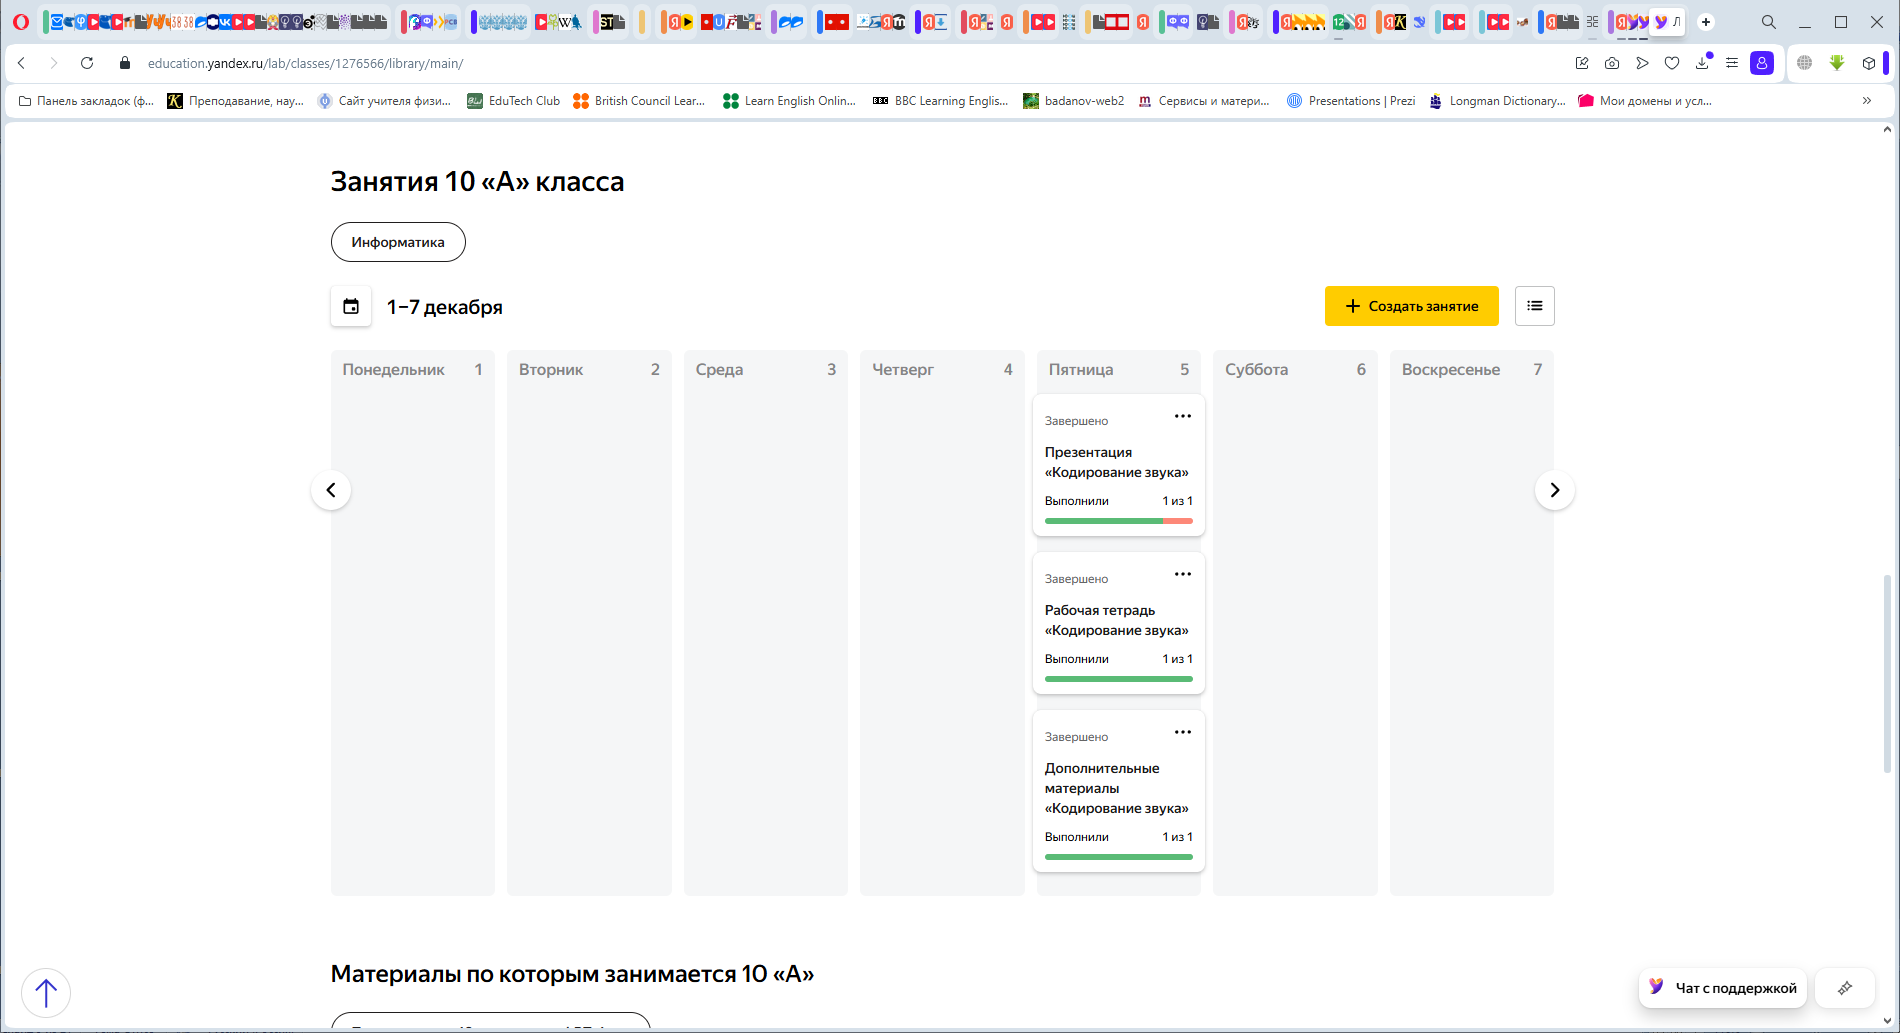 education.yandex.ru/lab/classes/1276566/library/main/
Панель закладок (ф...
Преподавание, нау...
Сайт учителя физи...
EduTech Club
British Council Lear...
Learn English Onlin...
BBC Learning Englis...
badanov-web2
Сервисы и матери...
Presentations | Prezi
Longman Dictionary...
Мои домены и усл...
Занятия 10 «А» класса
Информатика
1–7 декабря
Создать занятие
Понедельник 1
Вторник 2
Среда 3
Четверг 4
Пятница 5
Суббота 6
Воскресенье 7
Завершено
Презентация
«Кодирование звука»
Выполнили 1 из 1
Завершено
Рабочая тетрадь
«Кодирование звука»
Выполнили 1 из 1
Завершено
Дополнительные
материалы
«Кодирование звука»
Выполнили 1 из 1
Материалы по которым занимается 10 «А»
Чат с поддержкой